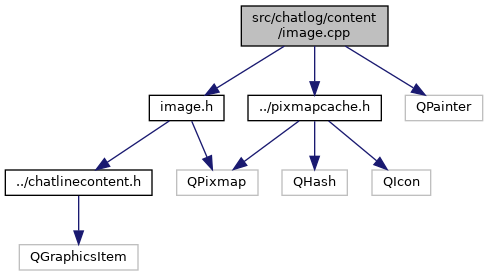 src/chatlog/content
/image.cpp
image.h
../pixmapcache.h
QPainter
../chatlinecontent.h
QPixmap
QHash
QIcon
QGraphicsItem